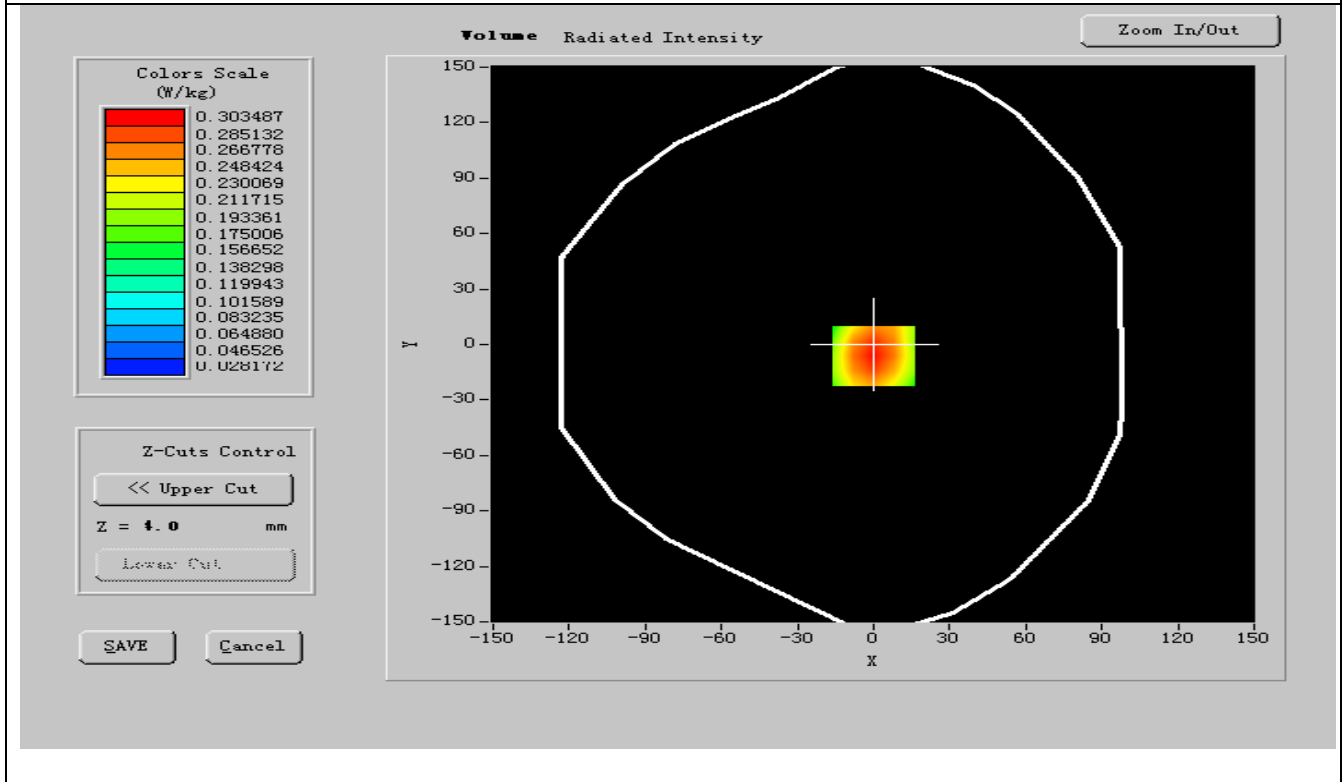 Volume Radiated Intensity
Zoom In/Out
Colors Scale
(W/kg)
0.303487
0.285132
0.266778
0.248424
0.230069
0.211715
0.193361
0.175006
0.156652
0.138298
0.119943
0.101589
0.083235
0.064880
0.046526
0.028172
Z-Cuts Control
<< Upper Cut
Z = 4.0 mm
Lower Cut
SAVE
Cancel
150
120
90
60
30
0
-30
-60
-90
-120
-150
Y
-150 -120 -90 -60 -30 0 30 60 90 120 150
X